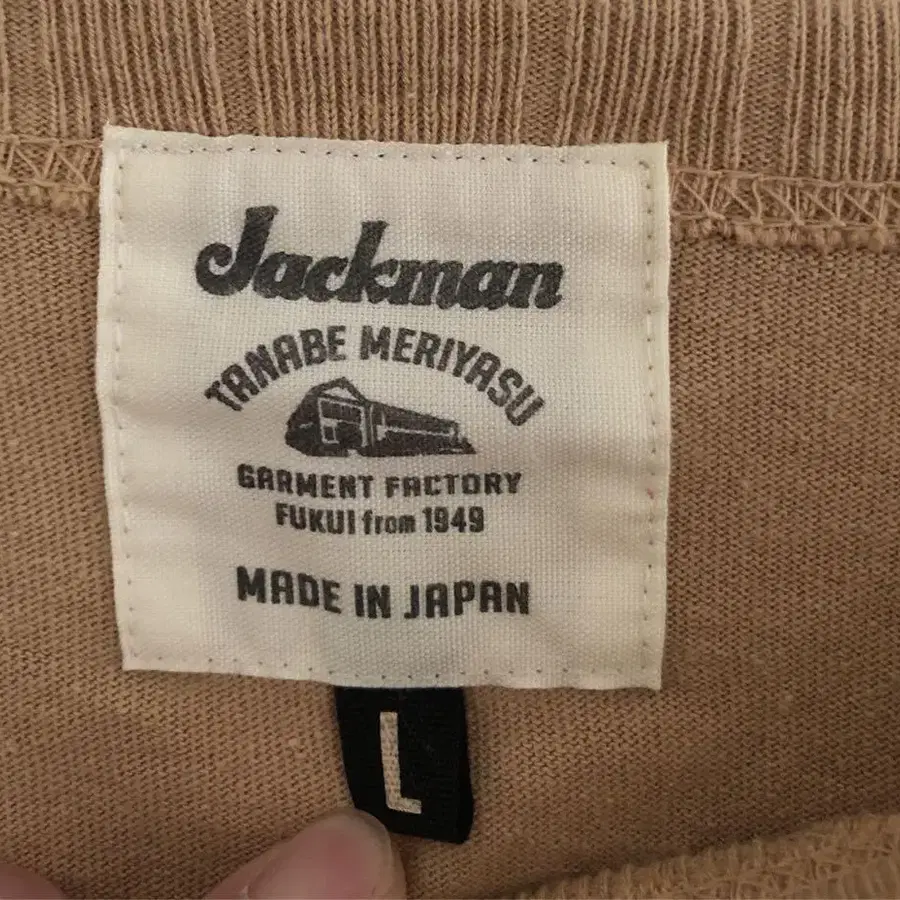 Jackman
TANABE MERIYASU
GARMENT FACTORY
FUKUI from 1949
MADE IN JAPAN
L